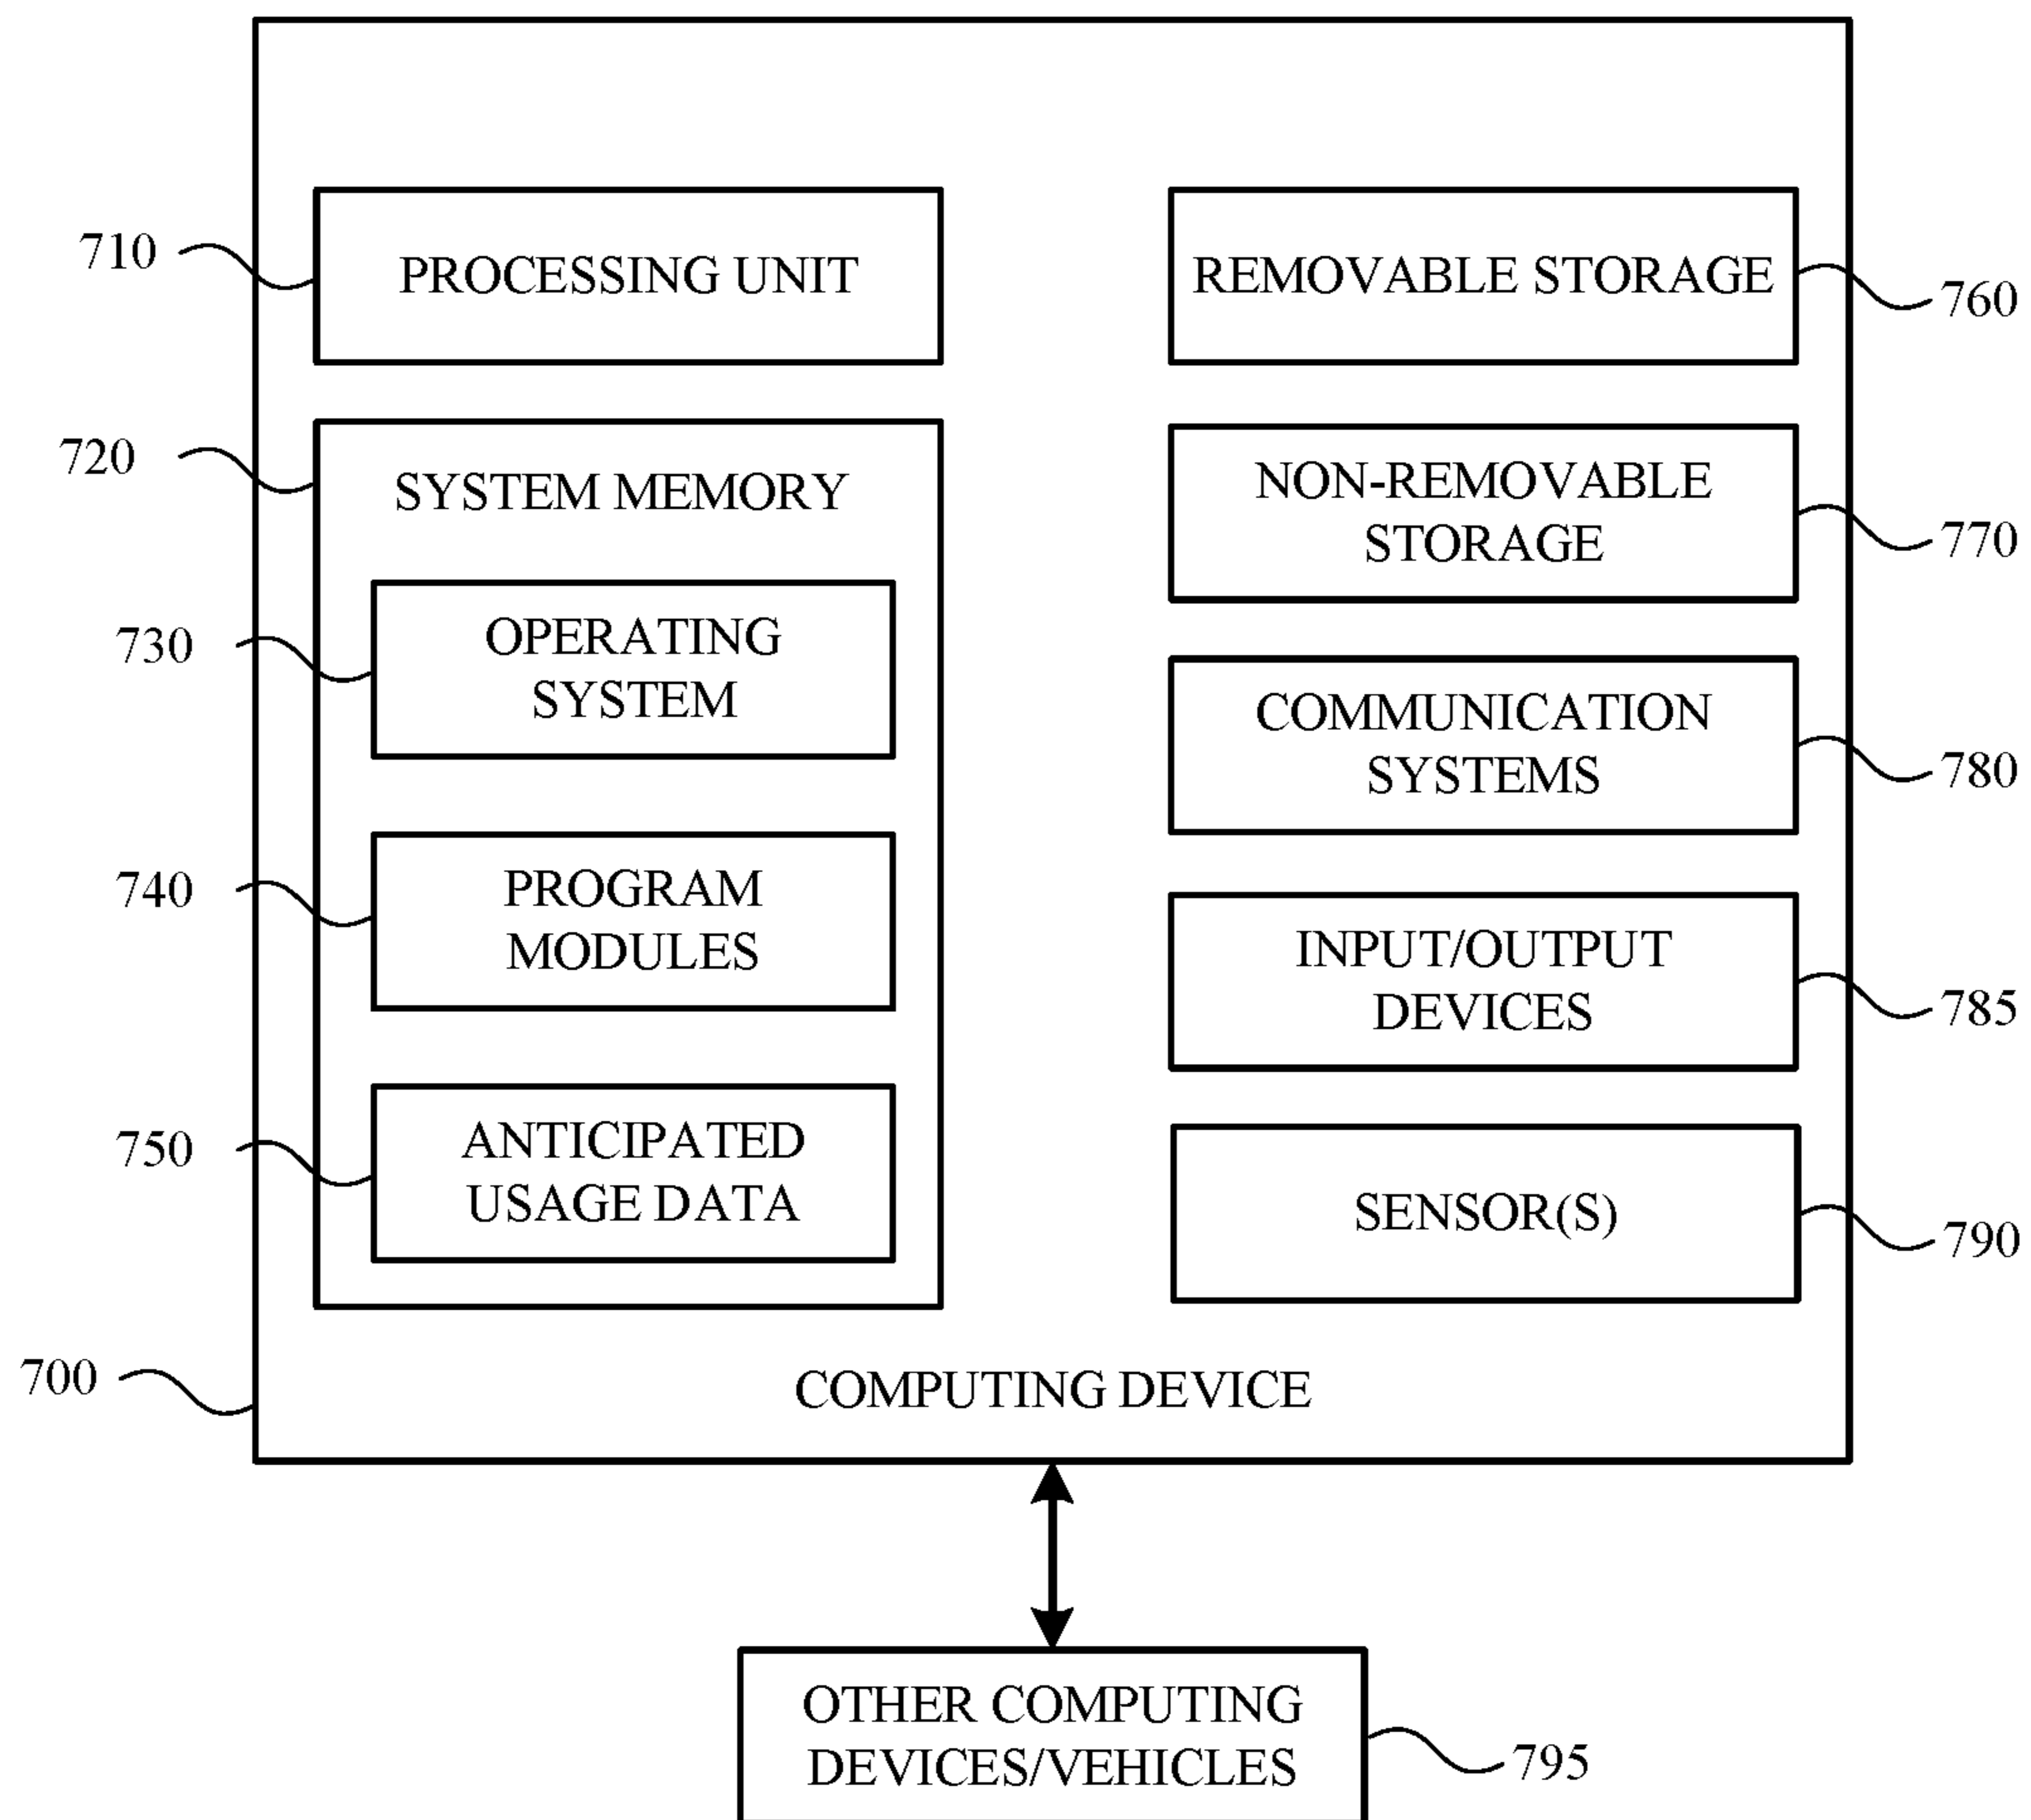 710
PROCESSING UNIT
REMOVABLE STORAGE
760
720
SYSTEM MEMORY
NON-REMOVABLE
STORAGE
770
730
OPERATING
SYSTEM
COMMUNICATION
SYSTEMS
780
740
PROGRAM
MODULES
INPUT/OUTPUT
DEVICES
785
750
ANTICIPATED
USAGE DATA
SENSOR(S)
790
700
COMPUTING DEVICE
OTHER COMPUTING
DEVICES/VEHICLES
795